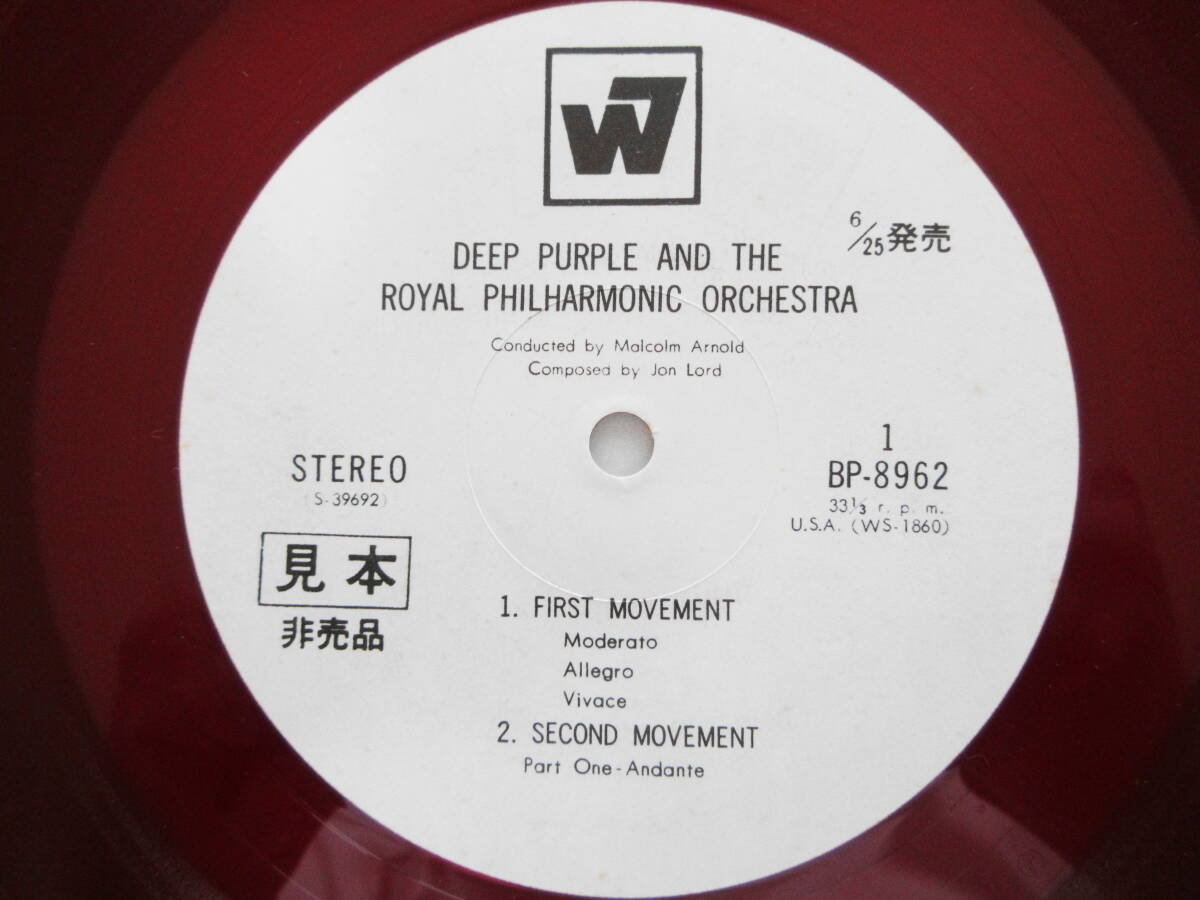 W7
6/25発売
DEEP PURPLE AND THE
ROYAL PHILHARMONIC ORCHESTRA
Conducted by Malcolm Arnold
Composed by Jon Lord
STEREO
(S-39692)
1
BP-8962
33⅓ r. p. m.
U.S.A. (WS-1860)
見本
非売品
1. FIRST MOVEMENT
Moderato
Allegro
Vivace
2. SECOND MOVEMENT
Part One-Andante